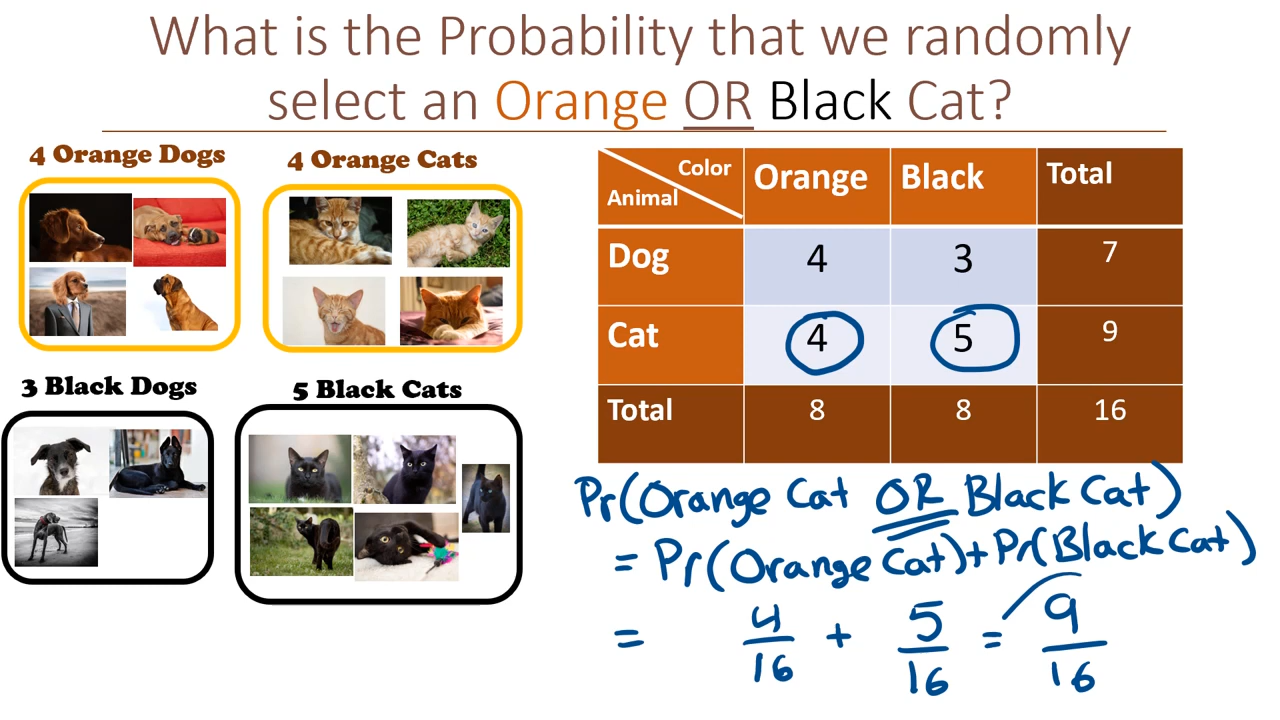 What is the Probability that we randomly
select an Orange OR Black Cat?
4 Orange Dogs
4 Orange Cats
3 Black Dogs
5 Black Cats
Color
Animal
Orange Black Total
Dog 4 3 7
Cat 4 5 9
Total 8 8 16
Pr(Orange Cat OR Black Cat)
= Pr(Orange Cat)+Pr(Black Cat)
= 4/16 + 5/16 = 9/16